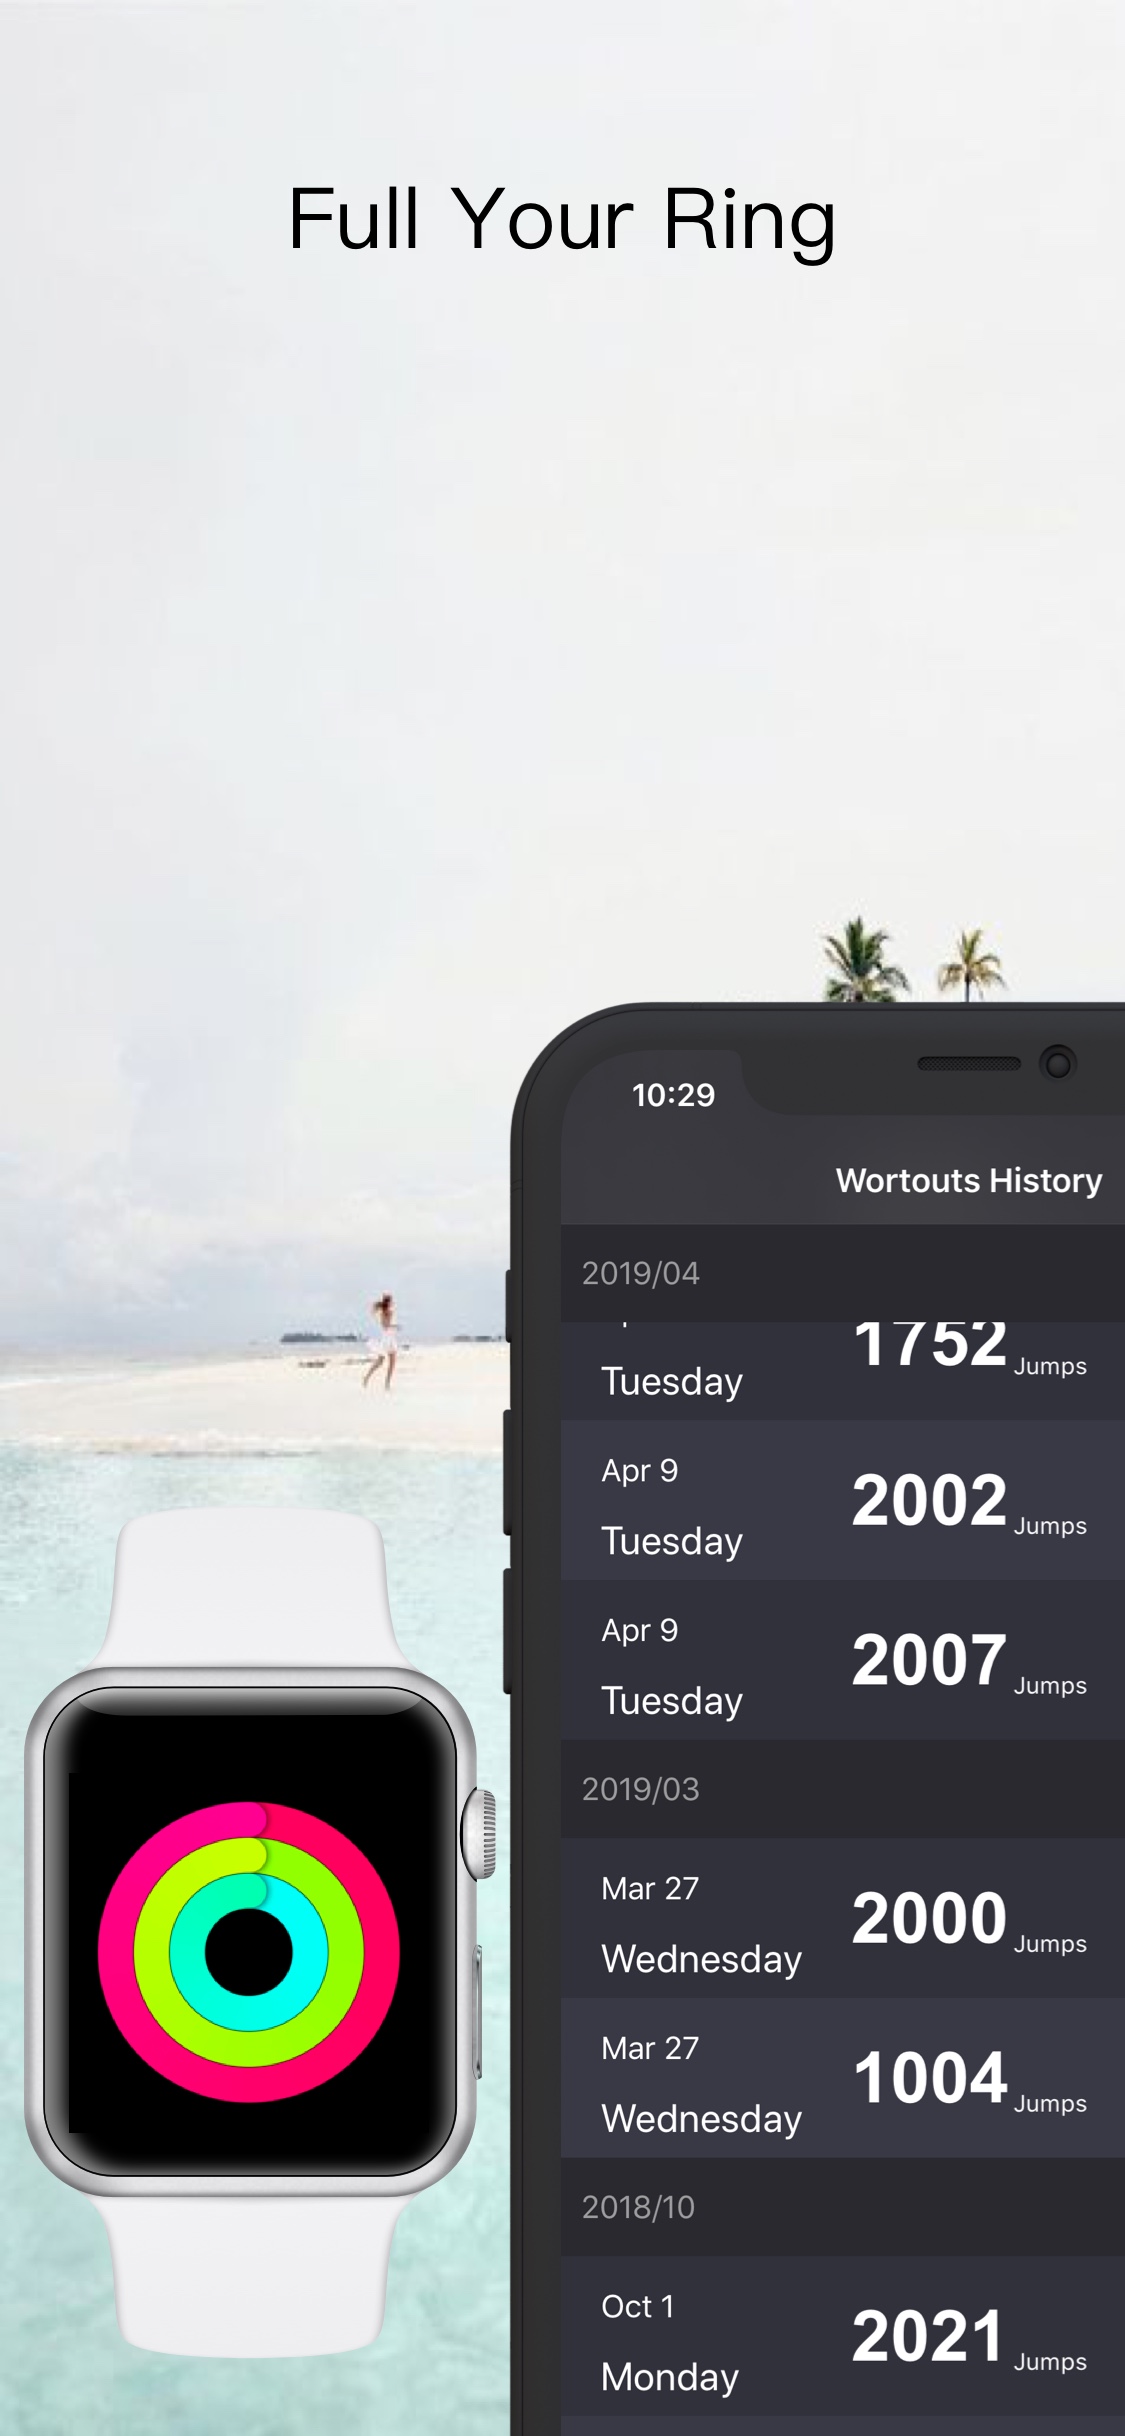 Full Your Ring
10:29
Wortouts History
2019/04
1752 Jumps
Tuesday
Apr 9
2002 Jumps
Tuesday
Apr 9
2007 Jumps
Tuesday
2019/03
Mar 27
2000 Jumps
Wednesday
Mar 27
1004 Jumps
Wednesday
2018/10
Oct 1
2021 Jumps
Monday